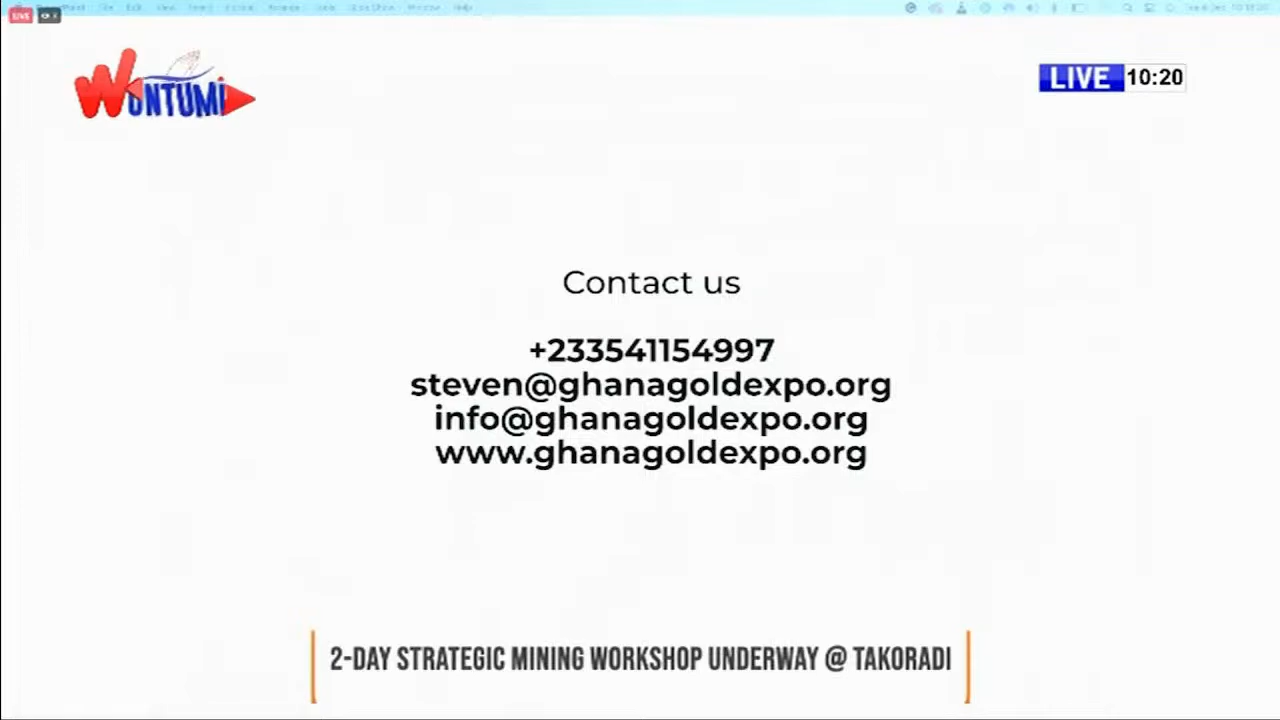 LIVE
WONTUMI
LIVE 10:20
Contact us
+233541154997
steven@ghanagoldexpo.org
info@ghanagoldexpo.org
www.ghanagoldexpo.org
2-DAY STRATEGIC MINING WORKSHOP UNDERWAY @ TAKORADI